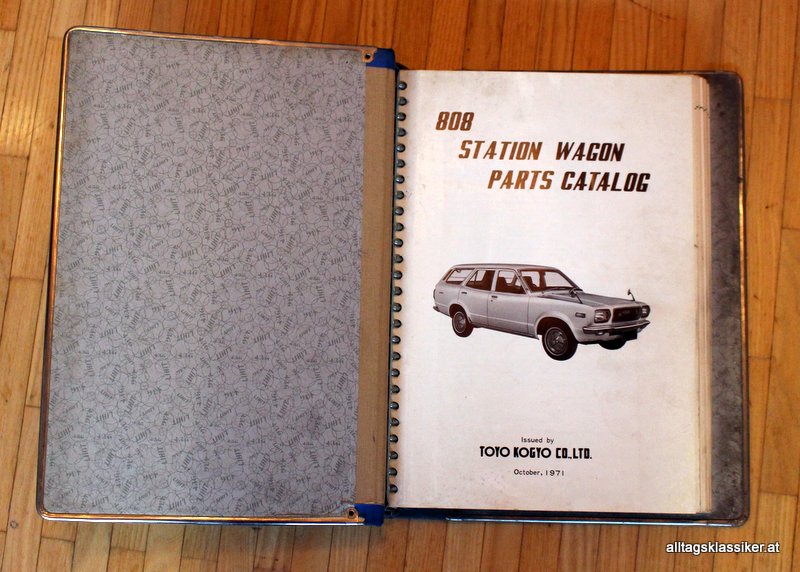 808
STATION WAGON
PARTS CATALOG
Issued by
TOYO KOGYO CO.,LTD.
October, 1971
alltagsklassiker.at